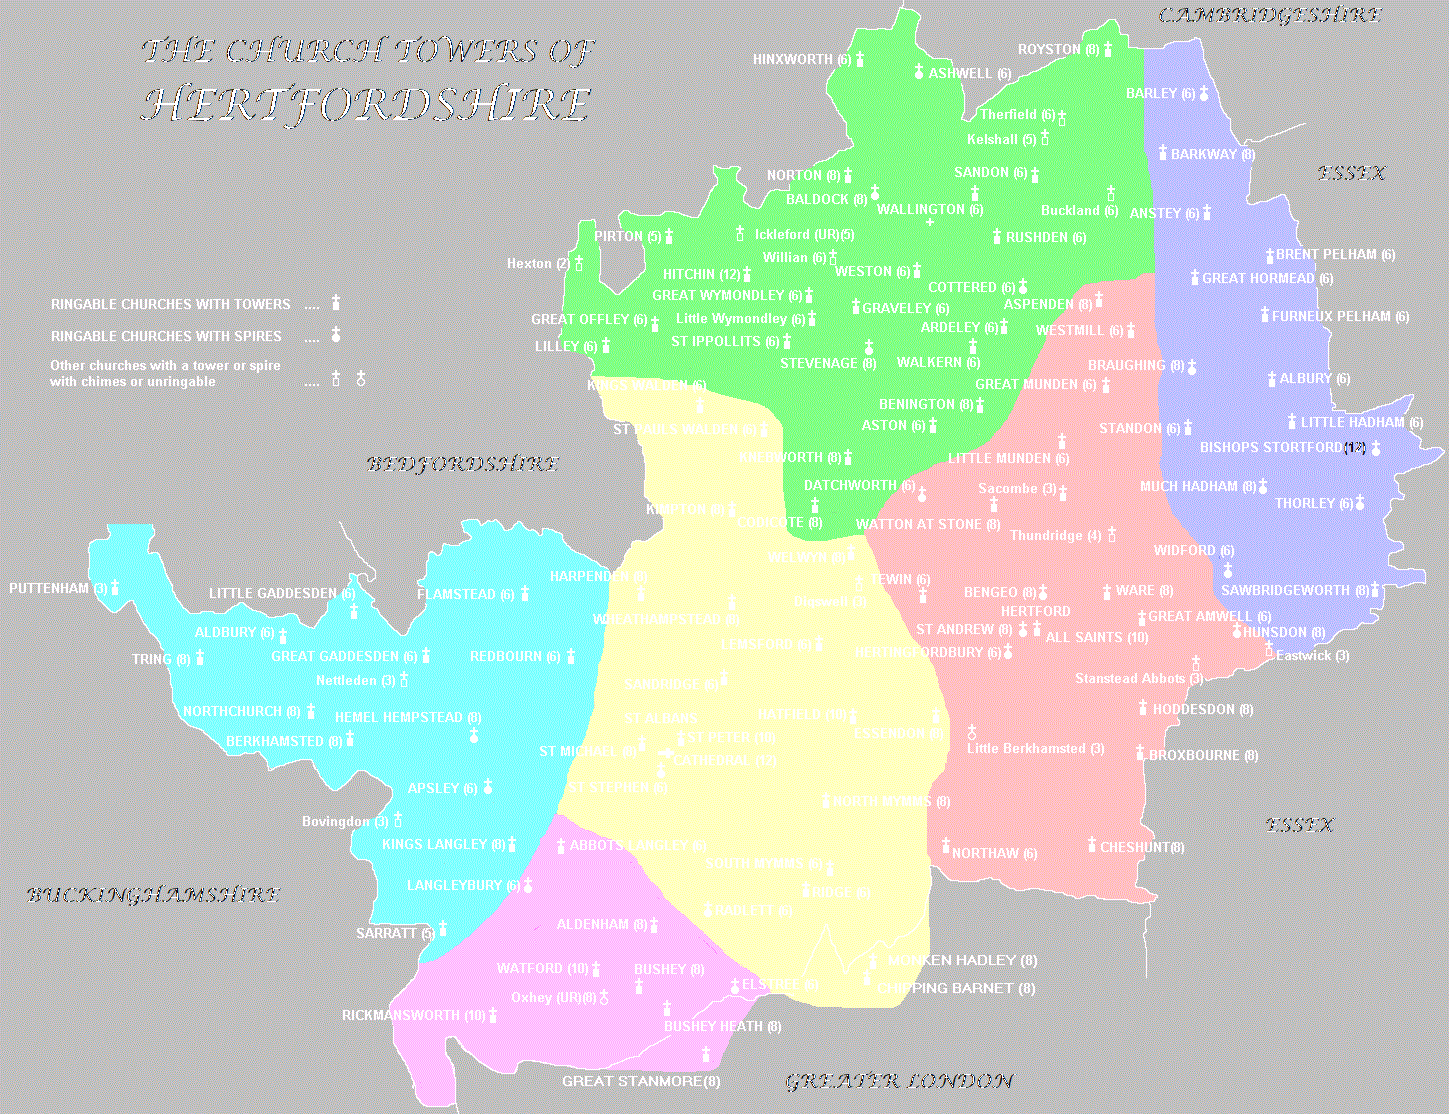 THE CHURCH TOWERS OF
HERTFORDSHIRE
CAMBRIDGESHIRE
ROYSTON (8)
HINXWORTH (6)
ASHWELL (6)
BARLEY (6)
Therfield (6)
Kelshall (5)
BARKWAY (8)
ESSEX
NORTON (8)
SANDON (6)
BALDOCK (8)
WALLINGTON (6)
Buckland (6)
ANSTEY (6)
PIRTON (5)
Ickleford (UR)(5)
RUSHDEN (6)
Hexton (2)
Willian (6)
BRENT PELHAM (6)
HITCHIN (12)
WESTON (6)
GREAT HORMEAD (6)
GREAT WYMONDLEY (6)
COTTERED (6)
RINGABLE CHURCHES WITH TOWERS ....
GRAVELEY (6)
ASPENDEN (8)
GREAT OFFLEY (6)
Little Wymondley (6)
FURNEUX PELHAM (6)
ARDELEY (6)
WESTMILL (6)
RINGABLE CHURCHES WITH SPIRES ....
LILLEY (6)
ST IPPOLLITS (6)
STEVENAGE (8)
WALKERN (6)
BRAUGHING (8)
Other churches with a tower or spire
with chimes or unringable ....
KINGS WALDEN (6)
GREAT MUNDEN (6)
ALBURY (6)
BENINGTON (8)
ST PAULS WALDEN (6)
ASTON (6)
STANDON (6)
LITTLE HADHAM (6)
BISHOPS STORTFORD (12)
BEDFORDSHIRE
KNEBWORTH (8)
LITTLE MUNDEN (6)
DATCHWORTH (6)
Sacombe (3)
MUCH HADHAM (8)
THORLEY (6)
KIMPTON (8)
CODICOTE (8)
WATTON AT STONE (8)
Thundridge (4)
WIDFORD (6)
WELWYN (8)
HARPENDEN (8)
TEWIN (6)
PUTTENHAM (3)
LITTLE GADDESDEN (6)
FLAMSTEAD (6)
Digswell (3)
BENGEO (8)
WARE (8)
SAWBRIDGEWORTH (8)
WHEATHAMPSTEAD (8)
HERTFORD
GREAT AMWELL (6)
ALDBURY (6)
ST ANDREW (8)
ALL SAINTS (10)
HUNSDON (8)
LEMSFORD (8)
HERTINGFORDBURY (6)
TRING (8)
GREAT GADDESDEN (6)
REDBOURN (6)
Eastwick (3)
Nettleden (3)
SANDRIDGE (6)
Stanstead Abbots (3)
NORTHCHURCH (8)
HEMEL HEMPSTEAD (8)
ST ALBANS
HATFIELD (10)
HODDESDON (8)
BERKHAMSTED (8)
ST PETER (10)
ESSENDON (8)
ST MICHAEL (8)
Little Berkhamsted (3)
BROXBOURNE (8)
CATHEDRAL (12)
APSLEY (6)
ST STEPHEN (6)
NORTH MYMMS (8)
Bovingdon (3)
ESSEX
KINGS LANGLEY (8)
ABBOTS LANGLEY (6)
NORTHAW (6)
CHESHUNT(8)
SOUTH MYMMS (6)
LANGLEYBURY (6)
RIDGE (6)
BUCKINGHAMSHIRE
RADLETT (8)
ALDENHAM (8)
SARRATT (5)
MONKEN HADLEY (8)
WATFORD (10)
BUSHEY (8)
ELSTREE (6)
CHIPPING BARNET (8)
Oxhey (UR)(8)
RICKMANSWORTH (10)
BUSHEY HEATH (8)
GREAT STANMORE(8)
GREATER LONDON